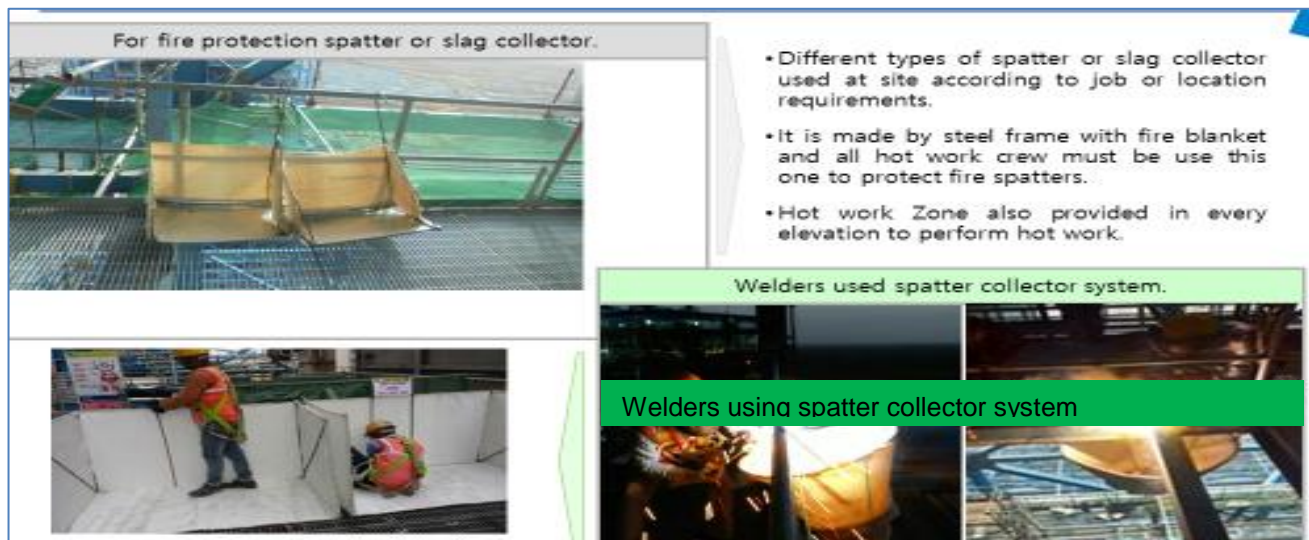 For fire protection spatter or slag collector.
• Different types of spatter or slag collector
used at site according to job or location
requirements.
• It is made by steel frame with fire blanket
and all hot work crew must be use this
one to protect fire spatters.
• Hot work Zone also provided in every
elevation to perform hot work.
Welders used spatter collector system.
Welders using spatter collector system